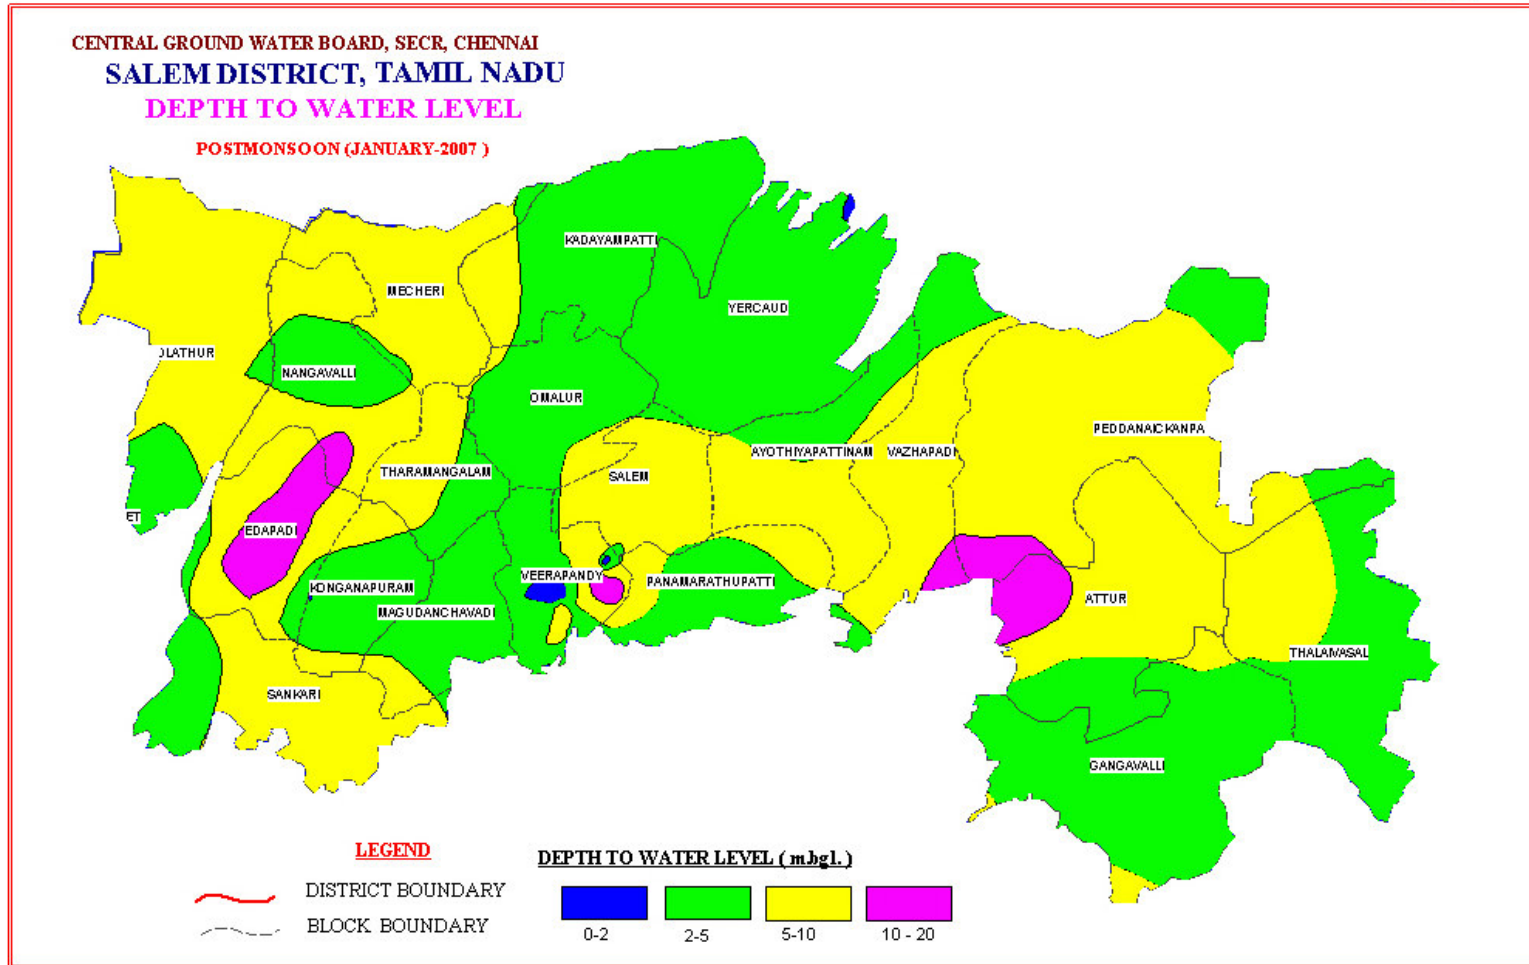 CENTRAL GROUND WATER BOARD, SECR, CHENNAI
SALEM DISTRICT, TAMIL NADU
DEPTH TO WATER LEVEL
POSTMONSOON (JANUARY-2007 )
KADAYAMPATTI
MECHERI
YERCAUD
OLATHUR
NANGAVALLI
OMALUR
PEDDANAICKANPA
AYOTHIYAPATTINAM
VAZHAPADI
THARAMANGALAM
SALEM
ET
EDAPADI
VEERAPANDY
PANAMARATHUPATTI
KONGANAPURAM
MAGUDANCHAVADI
ATTUR
THALAIVASAL
SANKARI
GANGAVALLI
LEGEND
DISTRICT BOUNDARY
BLOCK BOUNDARY
DEPTH TO WATER LEVEL ( m.bgl. )
0-2
2-5
5-10
10 - 20